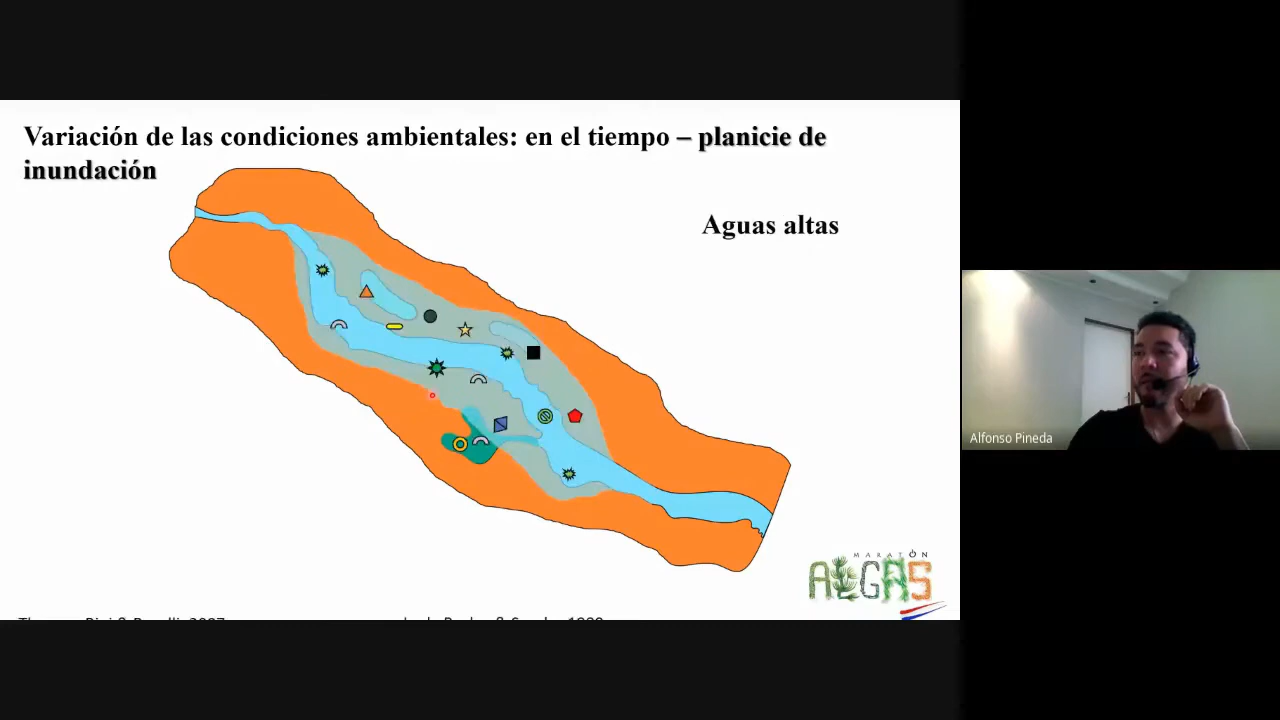 Variación de las condiciones ambientales: en el tiempo – planicie de
inundación
Aguas altas
Alfonso Pineda
MARATÓN
ALGAS